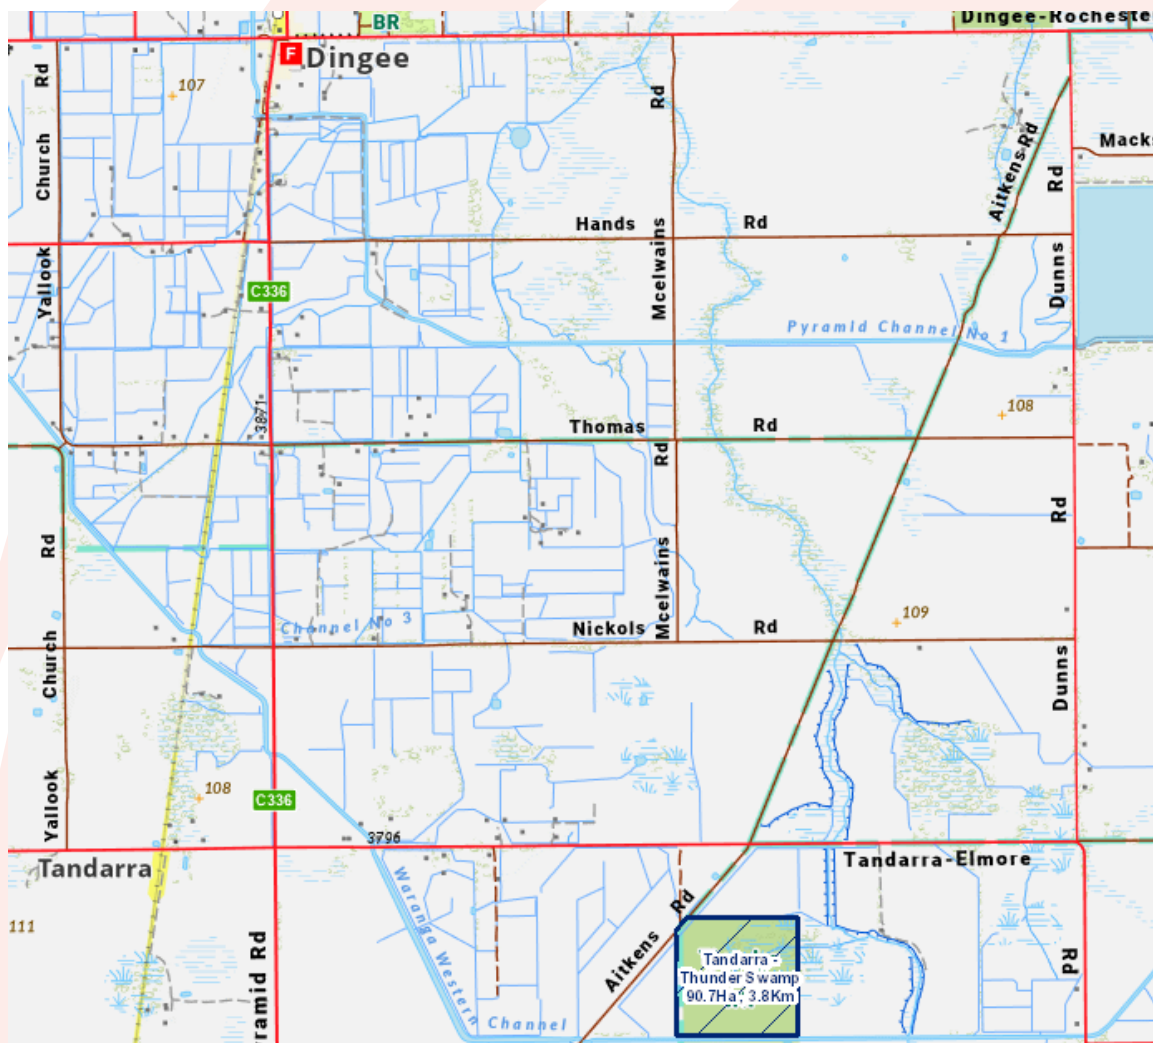 BR
Dingee-Rocheste
F Dingee
107
Rd
Rd
Church
Aitkens Rd
Macks
Rd
Hands Rd
Yallook
Mcelwains
Dunns
C336
Pyramid Channel No 1
3871
108
Thomas Rd
Rd
Rd
Rd
Channel No 3
Nickols Rd
Mcelwains
109
Church
Dunns
108
C336
Yallook
3796
Tandarra
Tandarra-Elmore
Waranga Western Channel
111
Aitkens Rd
ramid Rd
Rd
Tandarra -
Thunder Swamp
90.7Ha, 3.8Km